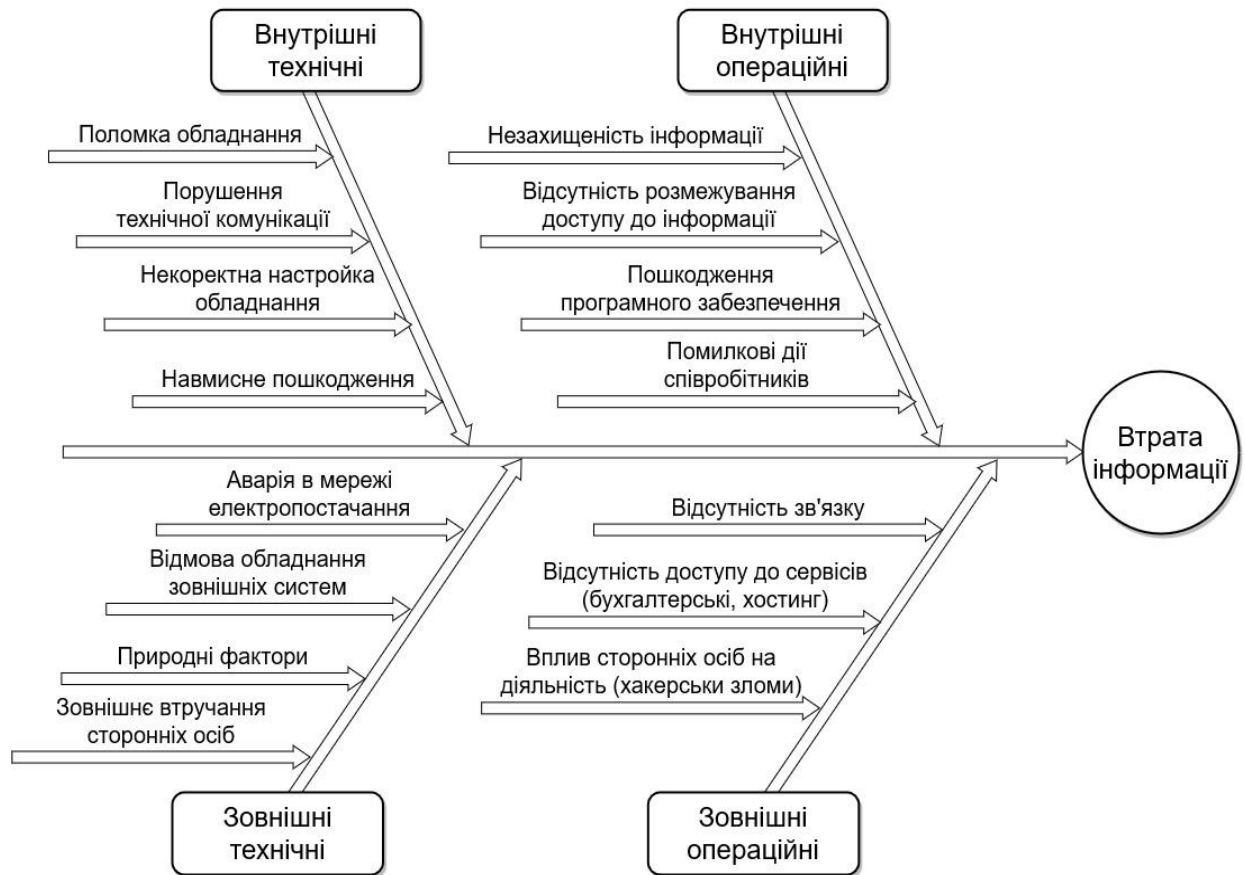 Внутрішні
технічні
Внутрішні
операційні
Поломка обладнання
Порушення
технічної комунікації
Некоректна настройка
обладнання
Навмисне пошкодження
Незахищеність інформації
Відсутність розмежування
доступу до інформації
Пошкодження
програмного забезпечення
Помилкові дії
співробітників
Втрата
інформації
Аварія в мережі
електропостачання
Відмова обладнання
зовнішніх систем
Природні фактори
Зовнішнє втручання
сторонніх осіб
Відсутність зв'язку
Відсутність доступу до сервісів
(бухгалтерські, хостинг)
Вплив сторонніх осіб на
діяльність (хакерськи зломи)
Зовнішні
технічні
Зовнішні
операційні